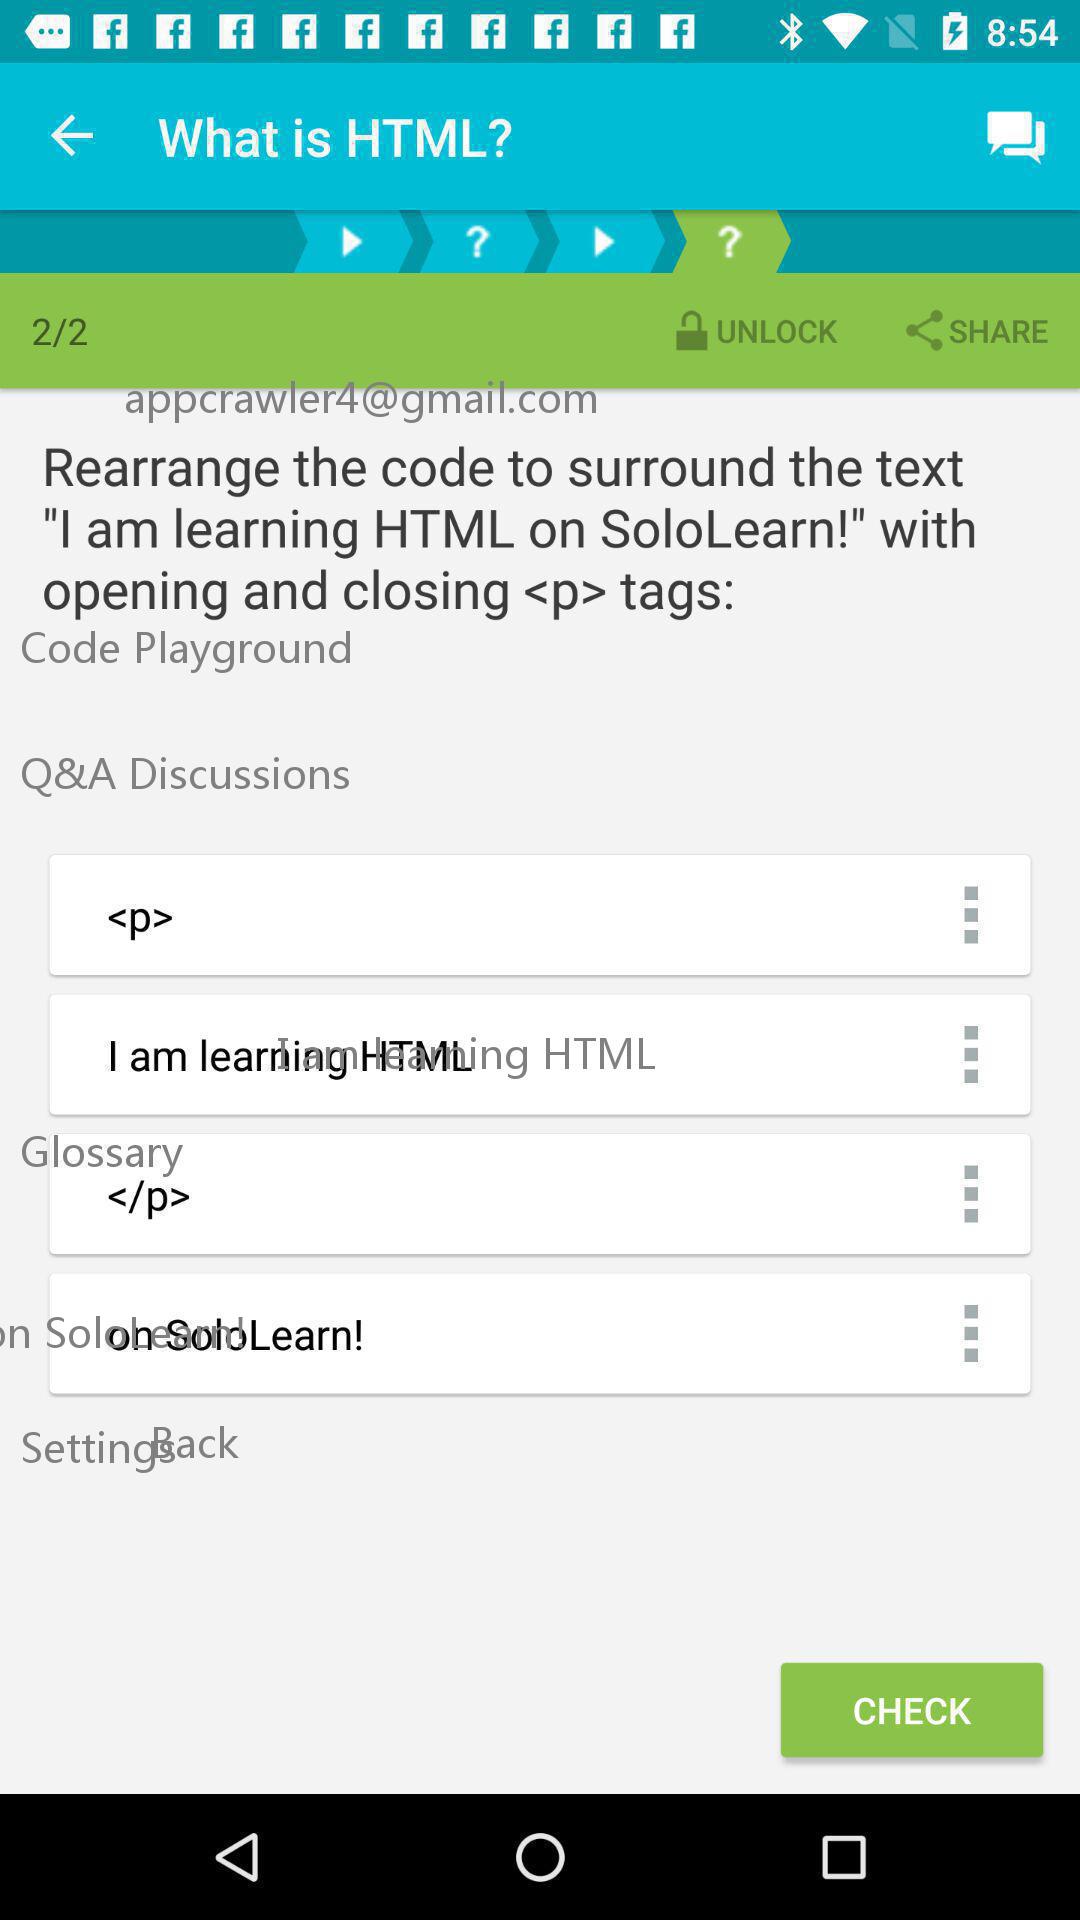 8:54
What is HTML?
?
?
2/2
UNLOCK
SHARE
appcrawler4@gmail.com
Rearrange the code to surround the text
"I am learning HTML on SoloLearn!" with
opening and closing <p> tags:
Code Playground
Q&A Discussions
<p>
I am learning HTML
I am learning HTML
Glossary
</p>
on SoloLearn!
on SoloLearn!
Settings
Back
CHECK